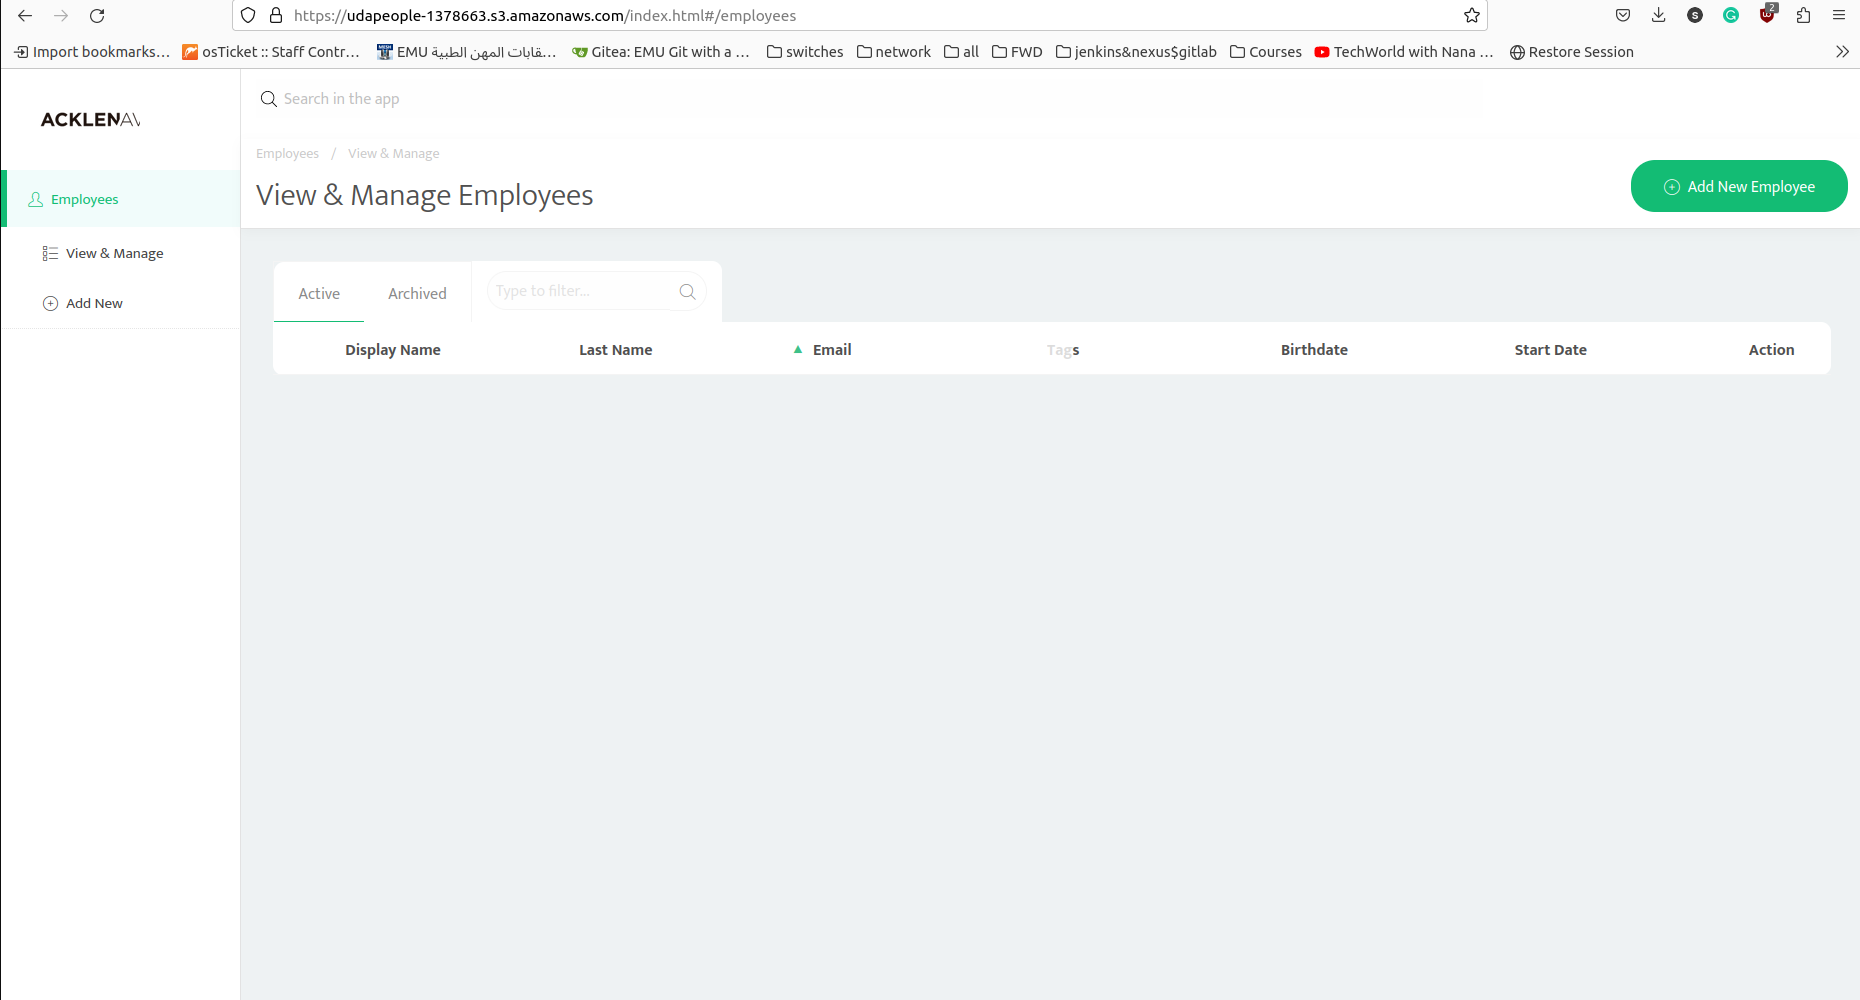 https://udapeople-1378663.s3.amazonaws.com/index.html#/employees
2
Import bookmarks… osTicket :: Staff Contr… EMU قابات المهن الطبية… Gitea: EMU Git with a … switches network all FWD jenkins&nexus$gitlab Courses TechWorld with Nana … Restore Session
ACKLENAV
Search in the app
Employees / View & Manage
View & Manage Employees
Add New Employee
Employees
View & Manage
Add New
Active Archived Type to filter...
Display Name Last Name Email Tags Birthdate Start Date Action